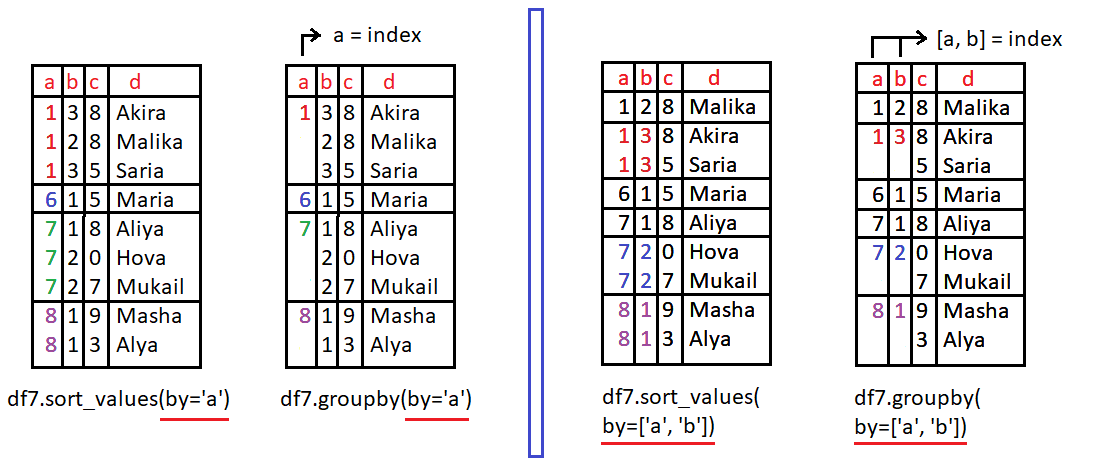 a = index
a b c d
1 3 8 Akira
1 2 8 Malika
1 3 5 Saria
6 1 5 Maria
7 1 8 Aliya
7 2 0 Hova
7 2 7 Mukail
8 1 9 Masha
8 1 3 Alya
df7.sort_values(by='a')
a b c d
1 3 8 Akira
2 8 Malika
3 5 Saria
6 1 5 Maria
7 1 8 Aliya
2 0 Hova
2 7 Mukail
8 1 9 Masha
1 3 Alya
df7.groupby(by='a')
a b c d
1 2 8 Malika
1 3 8 Akira
1 3 5 Saria
6 1 5 Maria
7 1 8 Aliya
7 2 0 Hova
7 2 7 Mukail
8 1 9 Masha
8 1 3 Alya
df7.sort_values(
by=['a', 'b'])
[a, b] = index
a b c d
1 2 8 Malika
1 3 8 Akira
5 Saria
6 1 5 Maria
7 1 8 Aliya
7 2 0 Hova
7 Mukail
8 1 9 Masha
3 Alya
df7.groupby(
by=['a', 'b'])